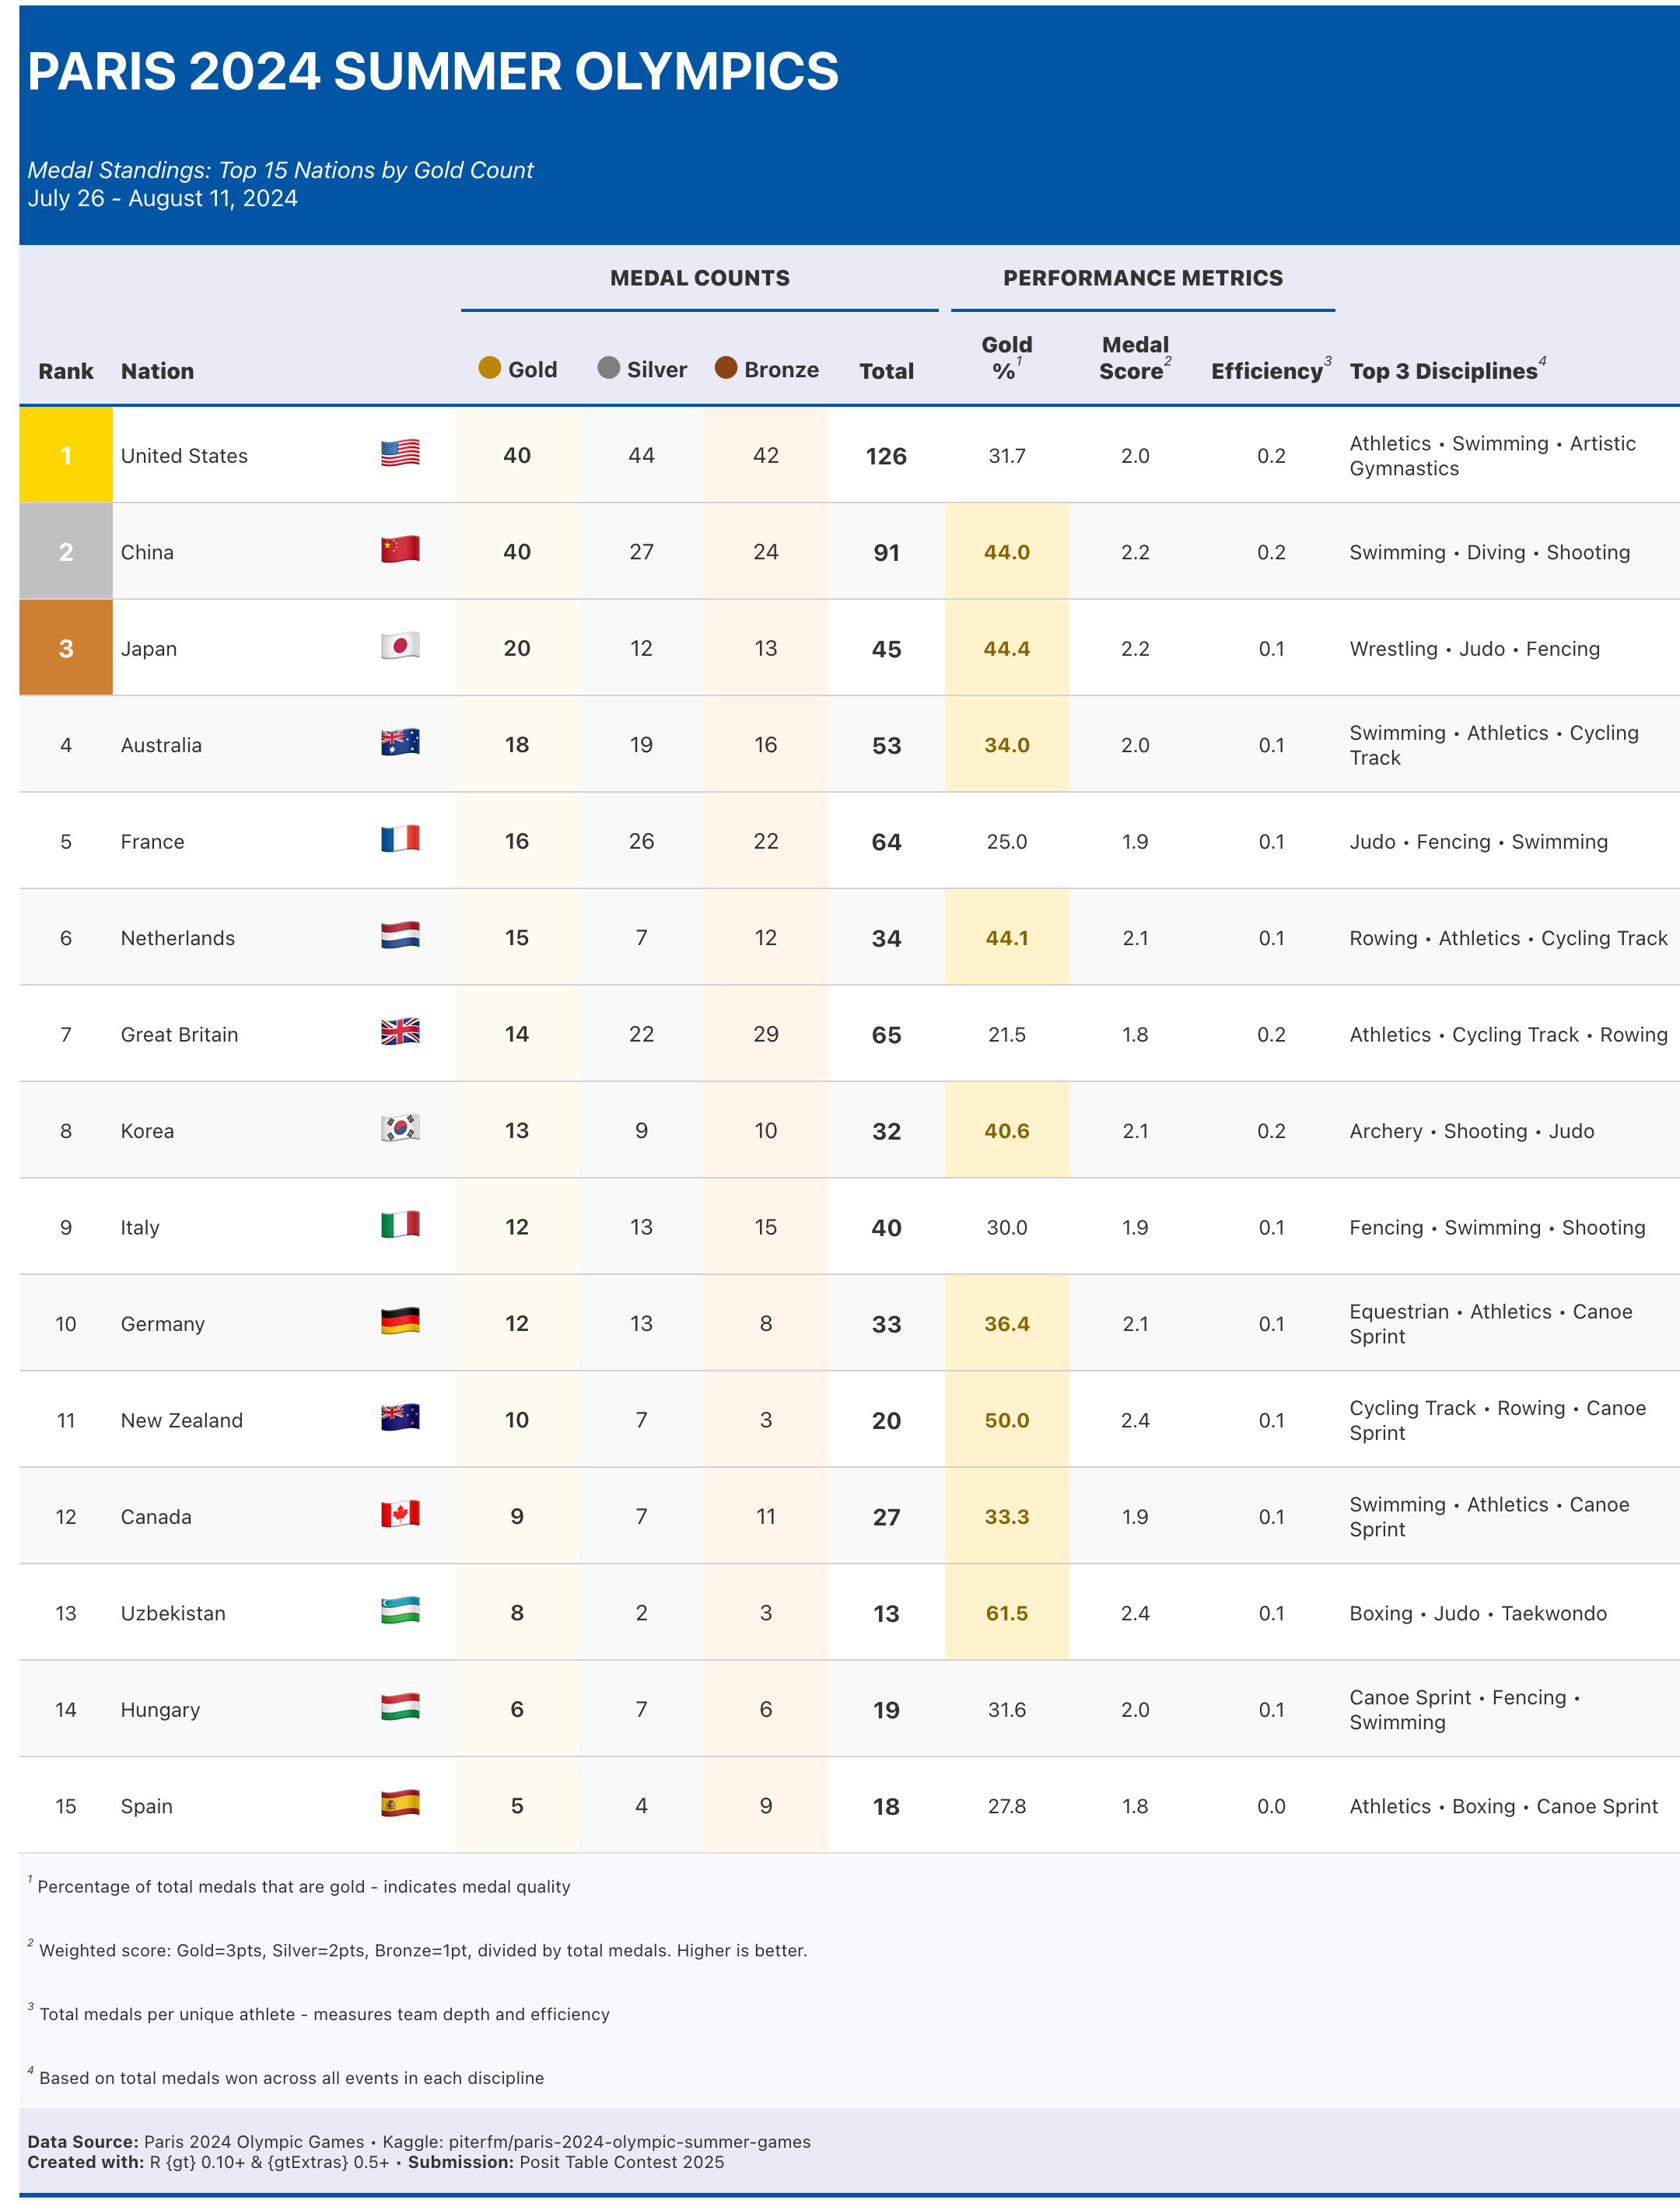 PARIS 2024 SUMMER OLYMPICS
Medal Standings: Top 15 Nations by Gold Count
July 26 - August 11, 2024
MEDAL COUNTS PERFORMANCE METRICS
Rank Nation Gold Silver Bronze Total Gold %1 Medal Score2 Efficiency3 Top 3 Disciplines4
1 United States 40 44 42 126 31.7 2.0 0.2 Athletics • Swimming • Artistic
Gymnastics
2 China 40 27 24 91 44.0 2.2 0.2 Swimming • Diving • Shooting
3 Japan 20 12 13 45 44.4 2.2 0.1 Wrestling • Judo • Fencing
4 Australia 18 19 16 53 34.0 2.0 0.1 Swimming • Athletics • Cycling
Track
5 France 16 26 22 64 25.0 1.9 0.1 Judo • Fencing • Swimming
6 Netherlands 15 7 12 34 44.1 2.1 0.1 Rowing • Athletics • Cycling Track
7 Great Britain 14 22 29 65 21.5 1.8 0.2 Athletics • Cycling Track • Rowing
8 Korea 13 9 10 32 40.6 2.1 0.2 Archery • Shooting • Judo
9 Italy 12 13 15 40 30.0 1.9 0.1 Fencing • Swimming • Shooting
10 Germany 12 13 8 33 36.4 2.1 0.1 Equestrian • Athletics • Canoe
Sprint
11 New Zealand 10 7 3 20 50.0 2.4 0.1 Cycling Track • Rowing • Canoe
Sprint
12 Canada 9 7 11 27 33.3 1.9 0.1 Swimming • Athletics • Canoe
Sprint
13 Uzbekistan 8 2 3 13 61.5 2.4 0.1 Boxing • Judo • Taekwondo
14 Hungary 6 7 6 19 31.6 2.0 0.1 Canoe Sprint • Fencing •
Swimming
15 Spain 5 4 9 18 27.8 1.8 0.0 Athletics • Boxing • Canoe Sprint
1 Percentage of total medals that are gold - indicates medal quality
2 Weighted score: Gold=3pts, Silver=2pts, Bronze=1pt, divided by total medals. Higher is better.
3 Total medals per unique athlete - measures team depth and efficiency
4 Based on total medals won across all events in each discipline
Data Source: Paris 2024 Olympic Games • Kaggle: piterfm/paris-2024-olympic-summer-games
Created with: R {gt} 0.10+ & {gtExtras} 0.5+ • Submission: Posit Table Contest 2025